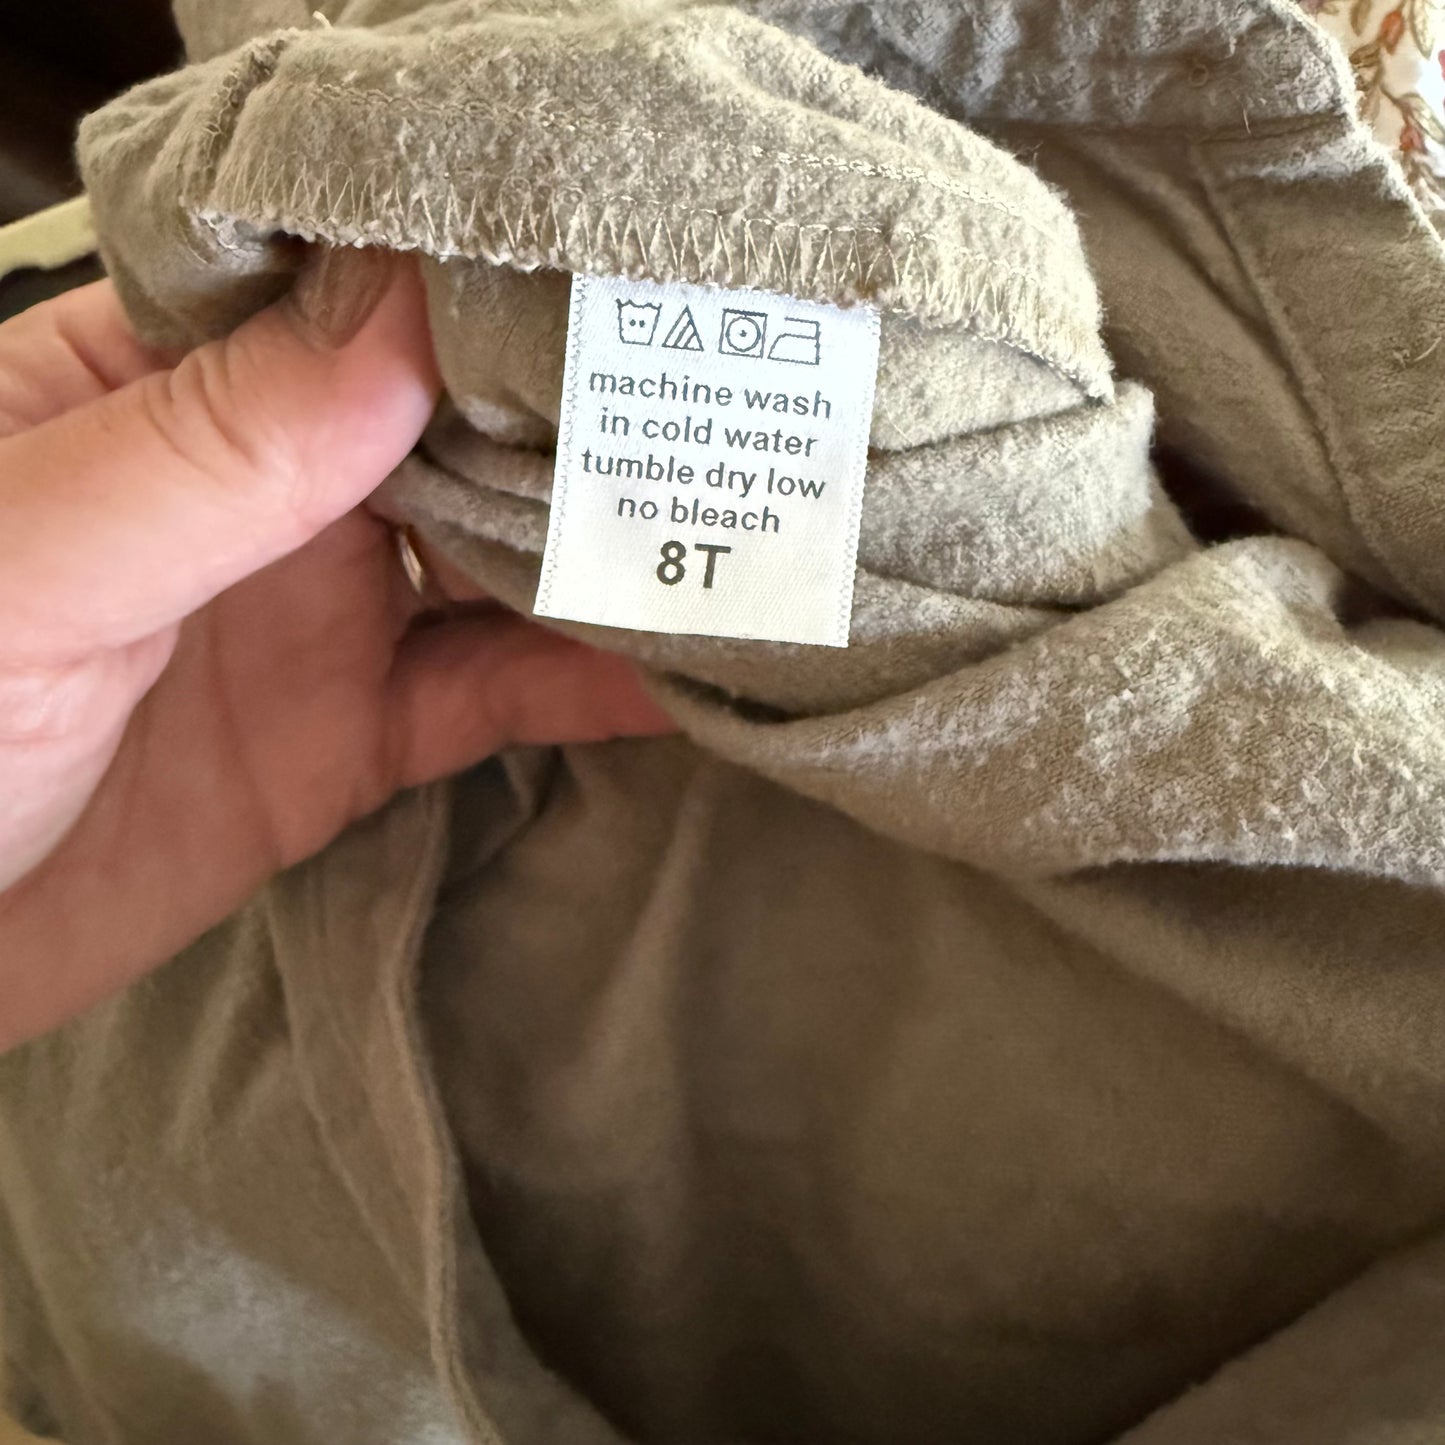 machine wash
in cold water
tumble dry low
no bleach
8T